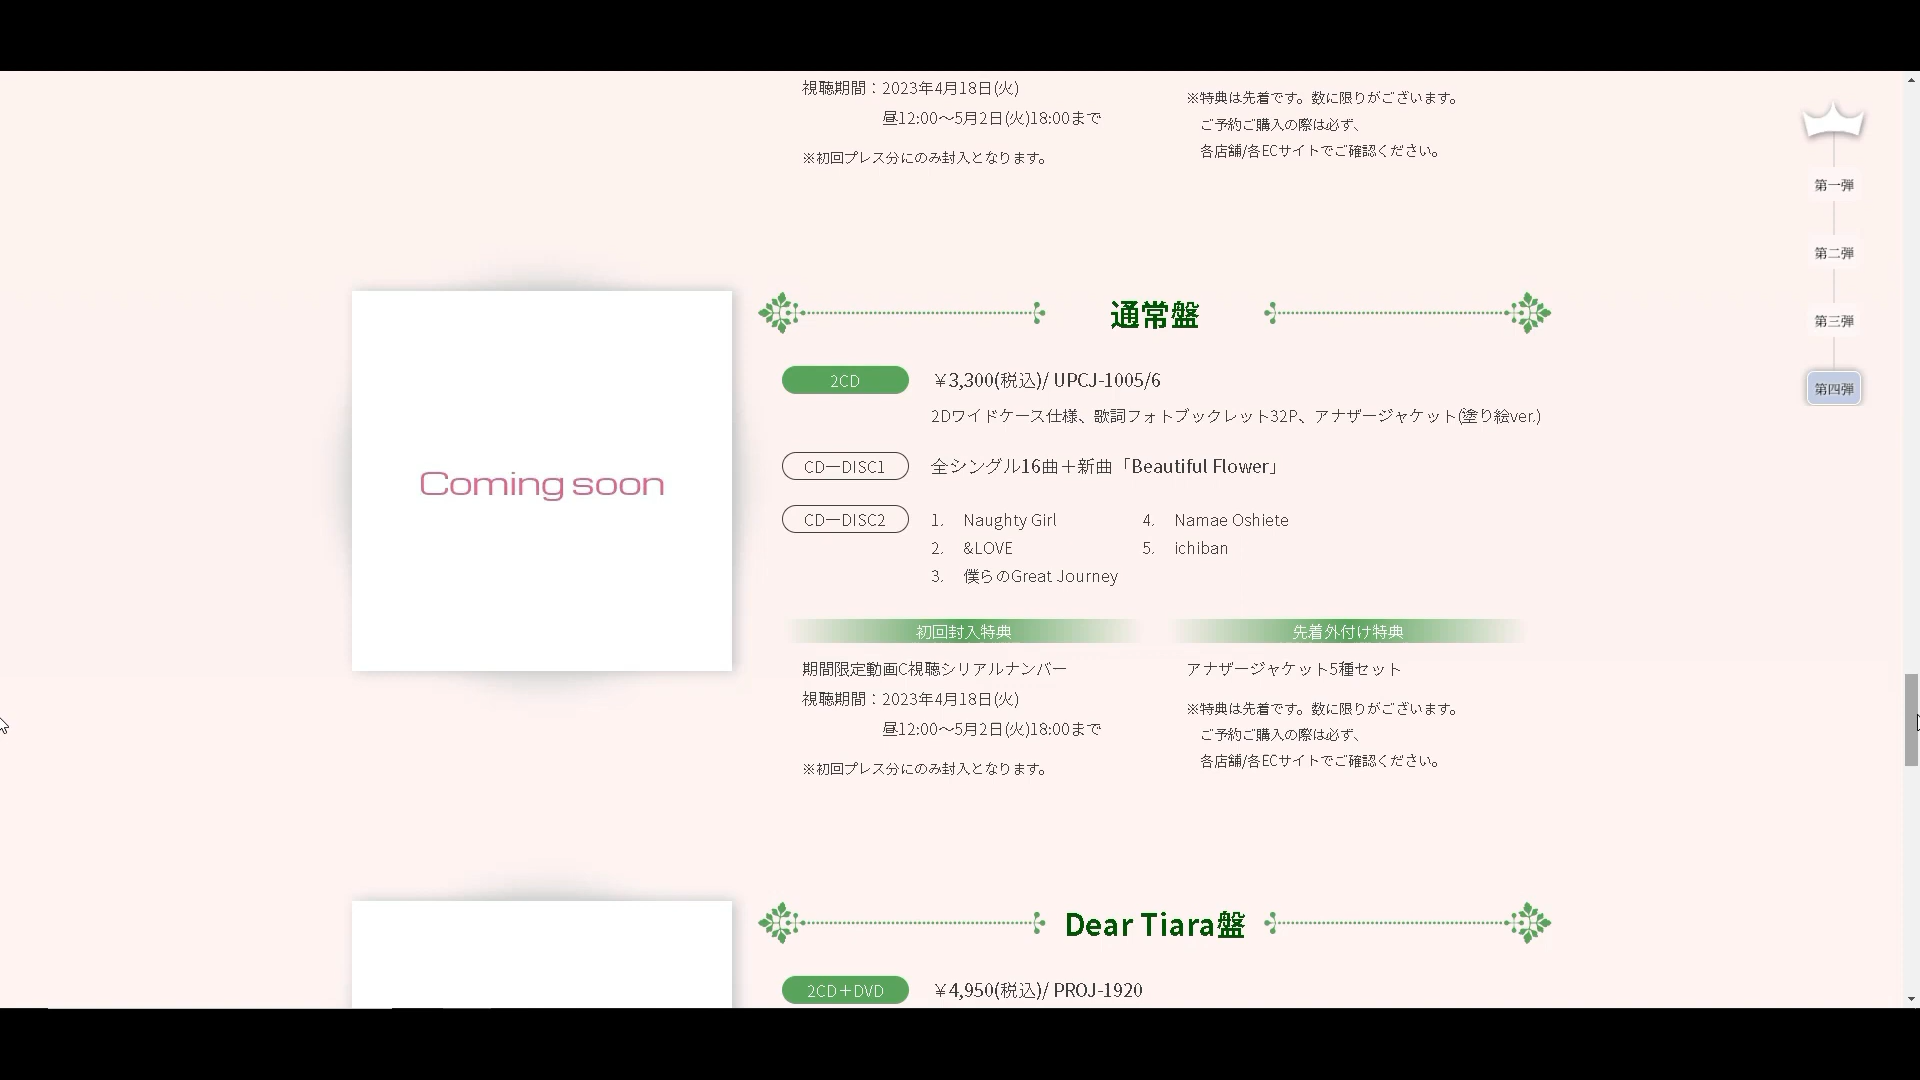 視聴期間：2023年4月18日(火)
昼12:00〜5月2日(火)18:00まで
※初回プレス分にのみ封入となります。
※特典は先着です。数に限りがございます。
ご予約ご購入の際は必ず、
各店舗/各ECサイトでご確認ください。
第一弾
第二弾
第三弾
第四弾
Coming soon
通常盤
2CD ￥3,300(税込)/ UPCJ-1005/6
2Dワイドケース仕様、歌詞フォトブックレット32P、アナザージャケット(塗り絵ver.)
CDーDISC1 全シングル16曲＋新曲「Beautiful Flower」
CDーDISC2 1. Naughty Girl 4. Namae Oshiete
2. &LOVE 5. ichiban
3. 僕らのGreat Journey
初回封入特典
期間限定動画C視聴シリアルナンバー
視聴期間：2023年4月18日(火)
昼12:00〜5月2日(火)18:00まで
※初回プレス分にのみ封入となります。
先着外付け特典
アナザージャケット5種セット
※特典は先着です。数に限りがございます。
ご予約ご購入の際は必ず、
各店舗/各ECサイトでご確認ください。
Dear Tiara盤
2CD＋DVD ￥4,950(税込)/ PROJ-1920